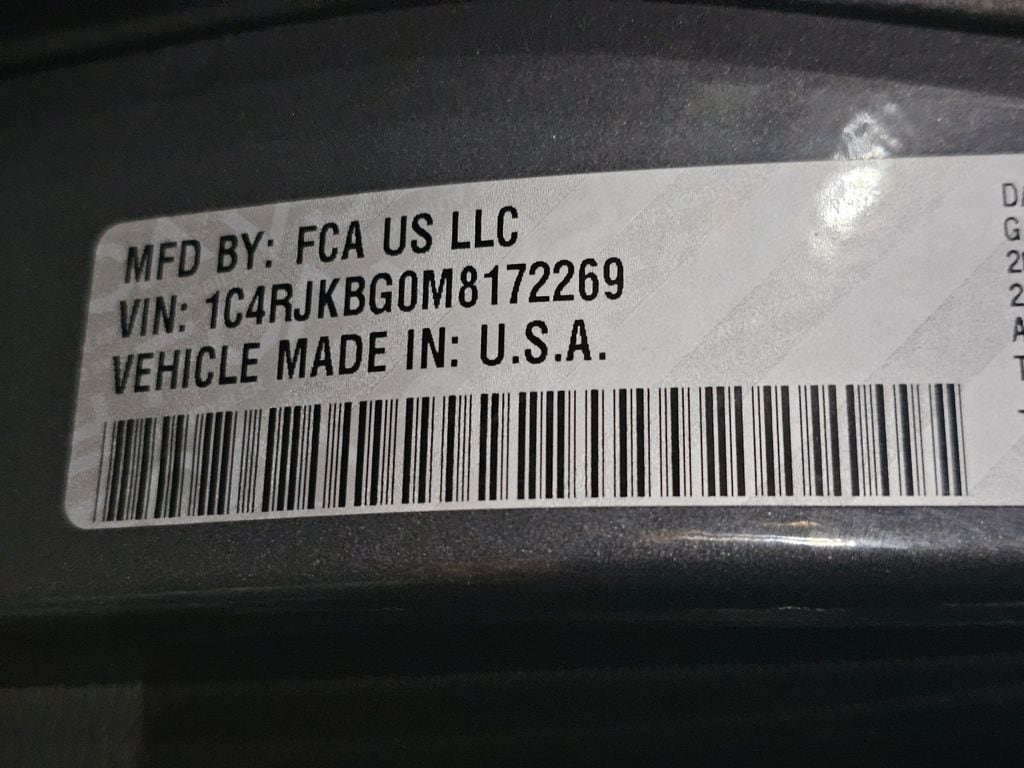 MFD BY: FCA US LLC
VIN: 1C4RJKBG0M8172269
VEHICLE MADE IN: U.S.A.